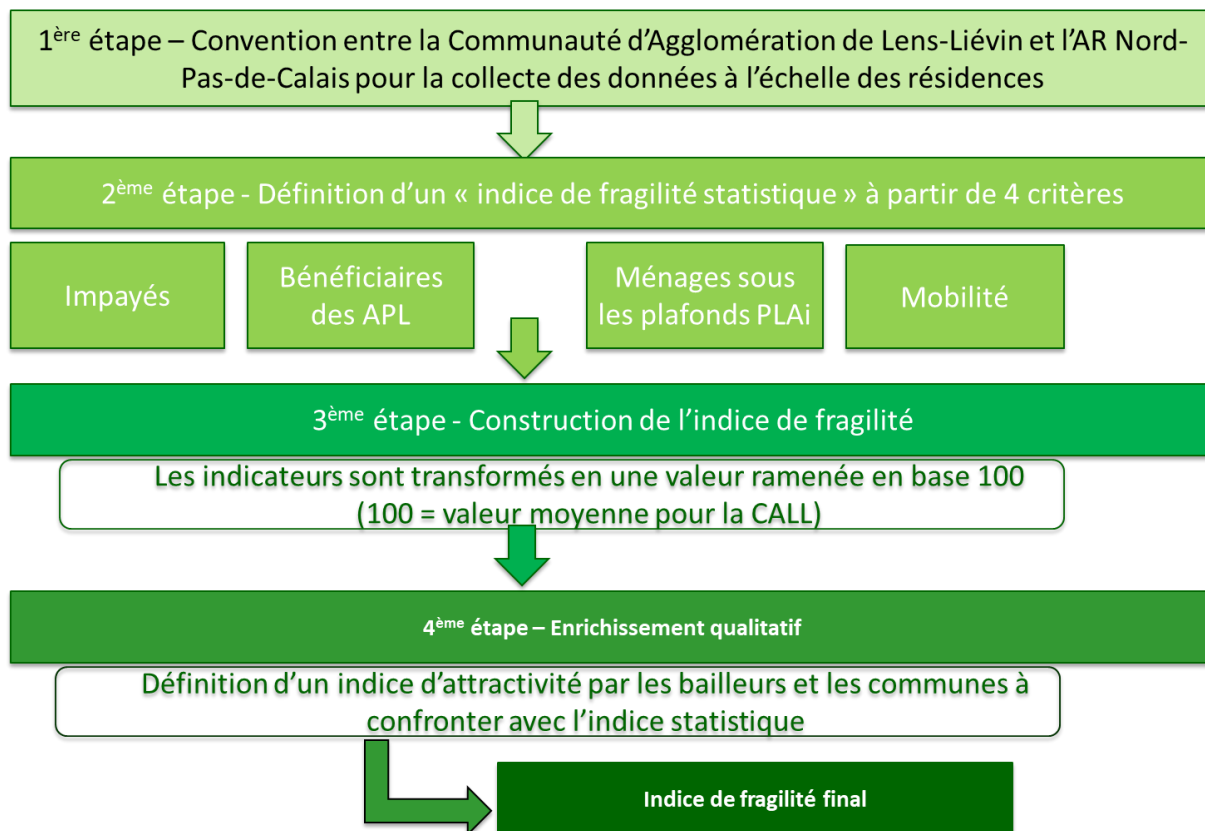 1ère étape – Convention entre la Communauté d’Agglomération de Lens-Liévin et l’AR Nord-
Pas-de-Calais pour la collecte des données à l’échelle des résidences
2ème étape - Définition d’un « indice de fragilité statistique » à partir de 4 critères
Impayés
Bénéficiaires
des APL
Ménages sous
les plafonds PLAi
Mobilité
3ème étape - Construction de l’indice de fragilité
Les indicateurs sont transformés en une valeur ramenée en base 100
(100 = valeur moyenne pour la CALL)
4ème étape – Enrichissement qualitatif
Définition d’un indice d’attractivité par les bailleurs et les communes à
confronter avec l’indice statistique
Indice de fragilité final